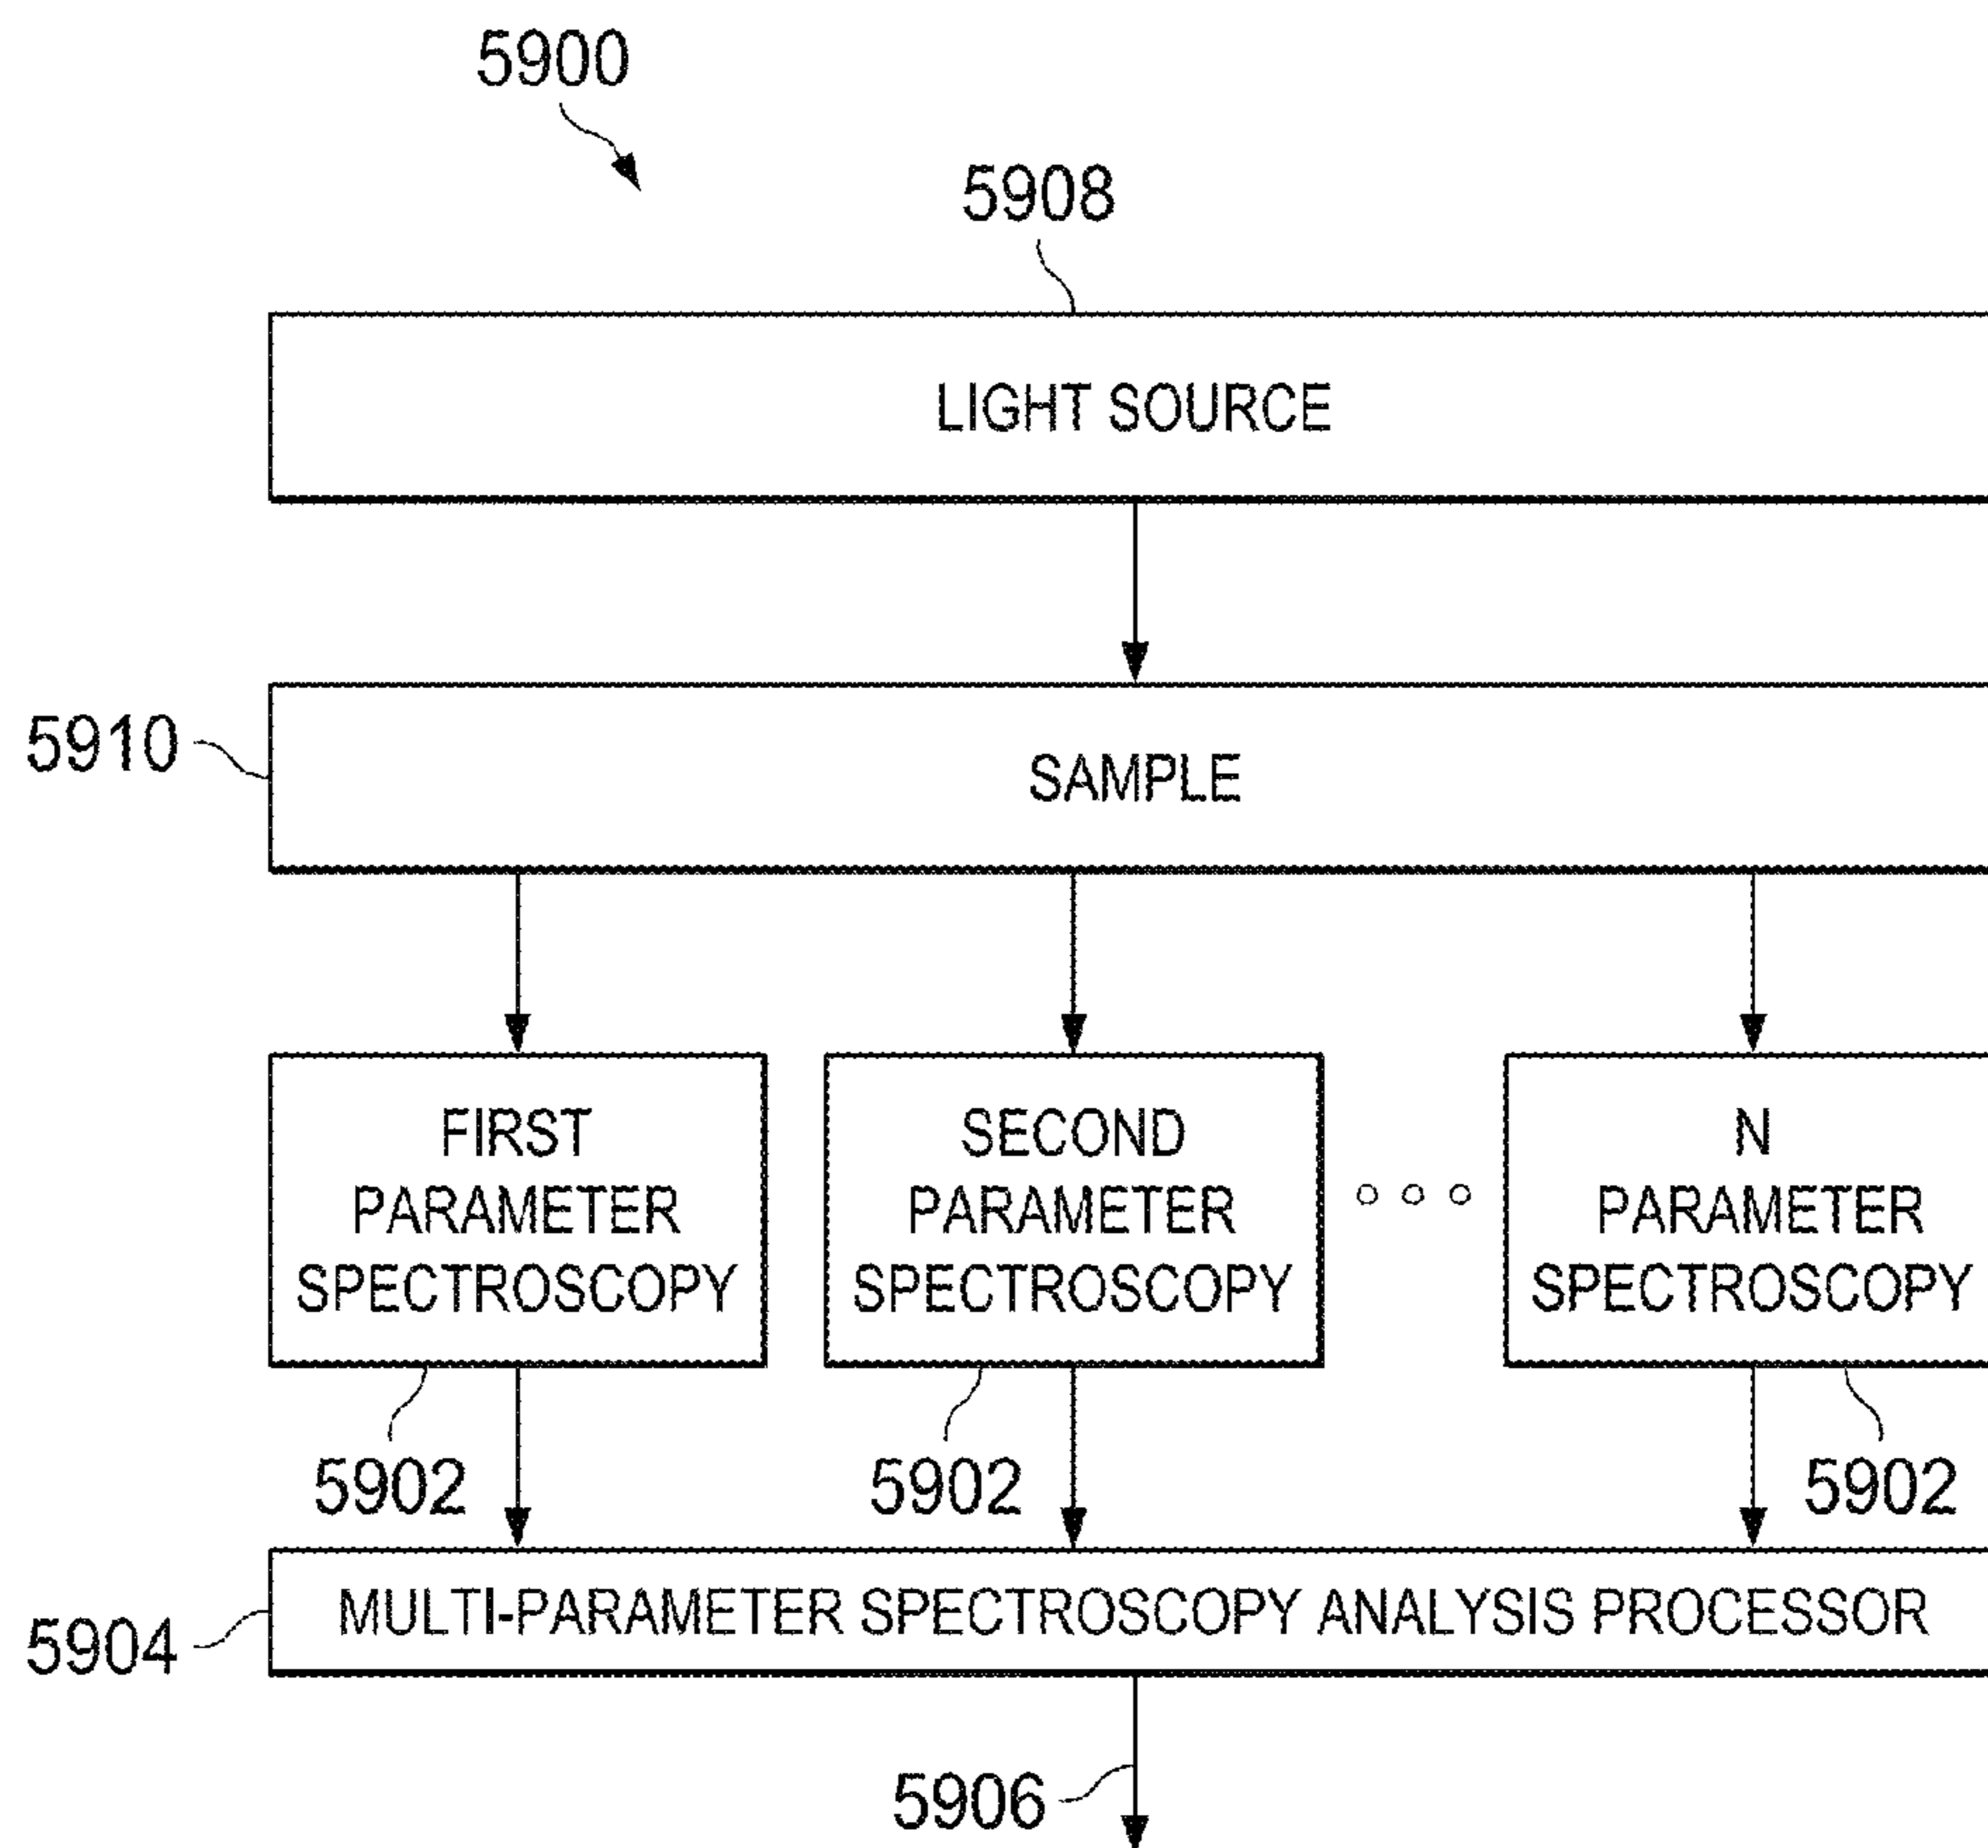 5900
5908
LIGHT SOURCE
5910
SAMPLE
FIRST
PARAMETER
SPECTROSCOPY
SECOND
PARAMETER
SPECTROSCOPY
N
PARAMETER
SPECTROSCOPY
5902
5902
5902
5904
MULTI-PARAMETER SPECTROSCOPY ANALYSIS PROCESSOR
5906